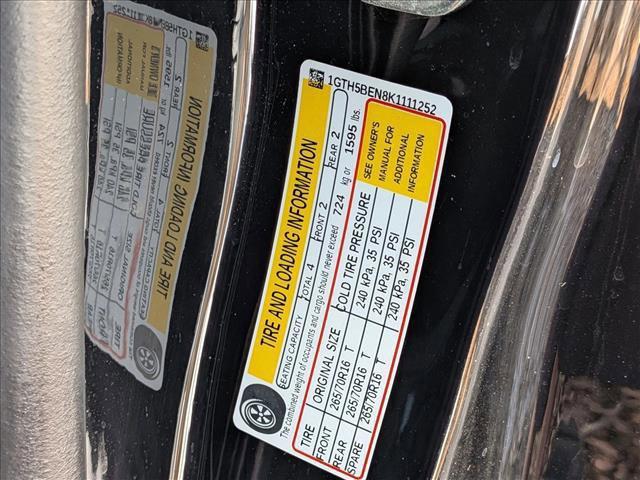 1GTH5BEN8K1111252
TIRE AND LOADING INFORMATION
SEATING CAPACITY TOTAL 4 FRONT 2 REAR 2
The combined weight of occupants and cargo should never exceed 724 kg or 1595 lbs.
TIRE ORIGINAL SIZE COLD TIRE PRESSURE
FRONT 265/70R16 T 240 kPa, 35 PSI
REAR 265/70R16 T 240 kPa, 35 PSI
SPARE 265/70R16 T 240 kPa, 35 PSI
SEE OWNER'S
MANUAL FOR
ADDITIONAL
INFORMATION